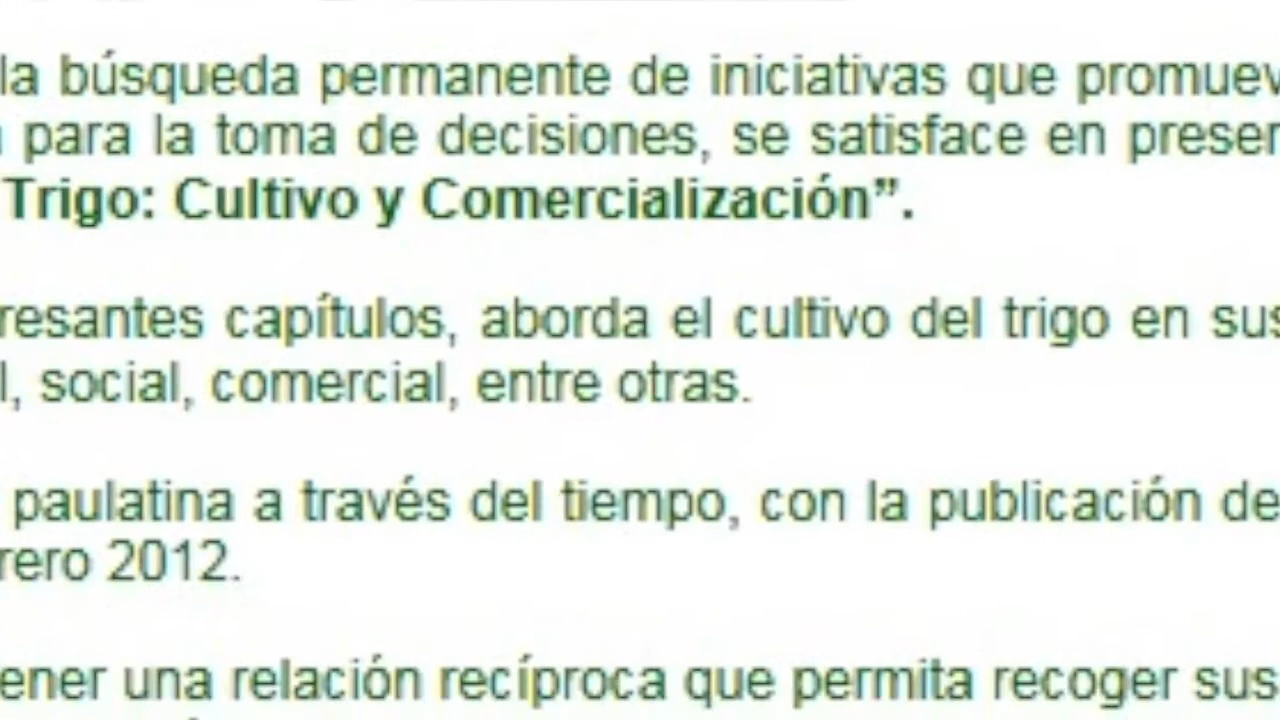 la búsqueda permanente de iniciativas que promuev
para la toma de decisiones, se satisface en presen
Trigo: Cultivo y Comercialización”.
resantes capítulos, aborda el cultivo del trigo en sus
l, social, comercial, entre otras.
paulatina a través del tiempo, con la publicación de
rero 2012.
ener una relación recíproca que permita recoger sus